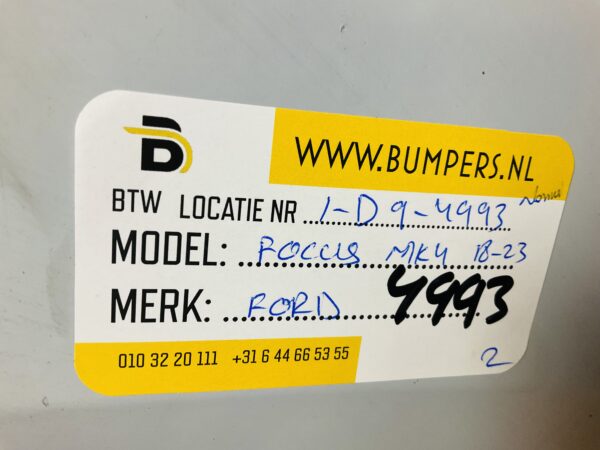 WWW.BUMPERS.NL
BTW LOCATIE NR 1-D9-4993
MODEL: FOCUS MK4 18-23
MERK: FORD 4993
010 32 20 111 +31 6 44 66 53 55
2